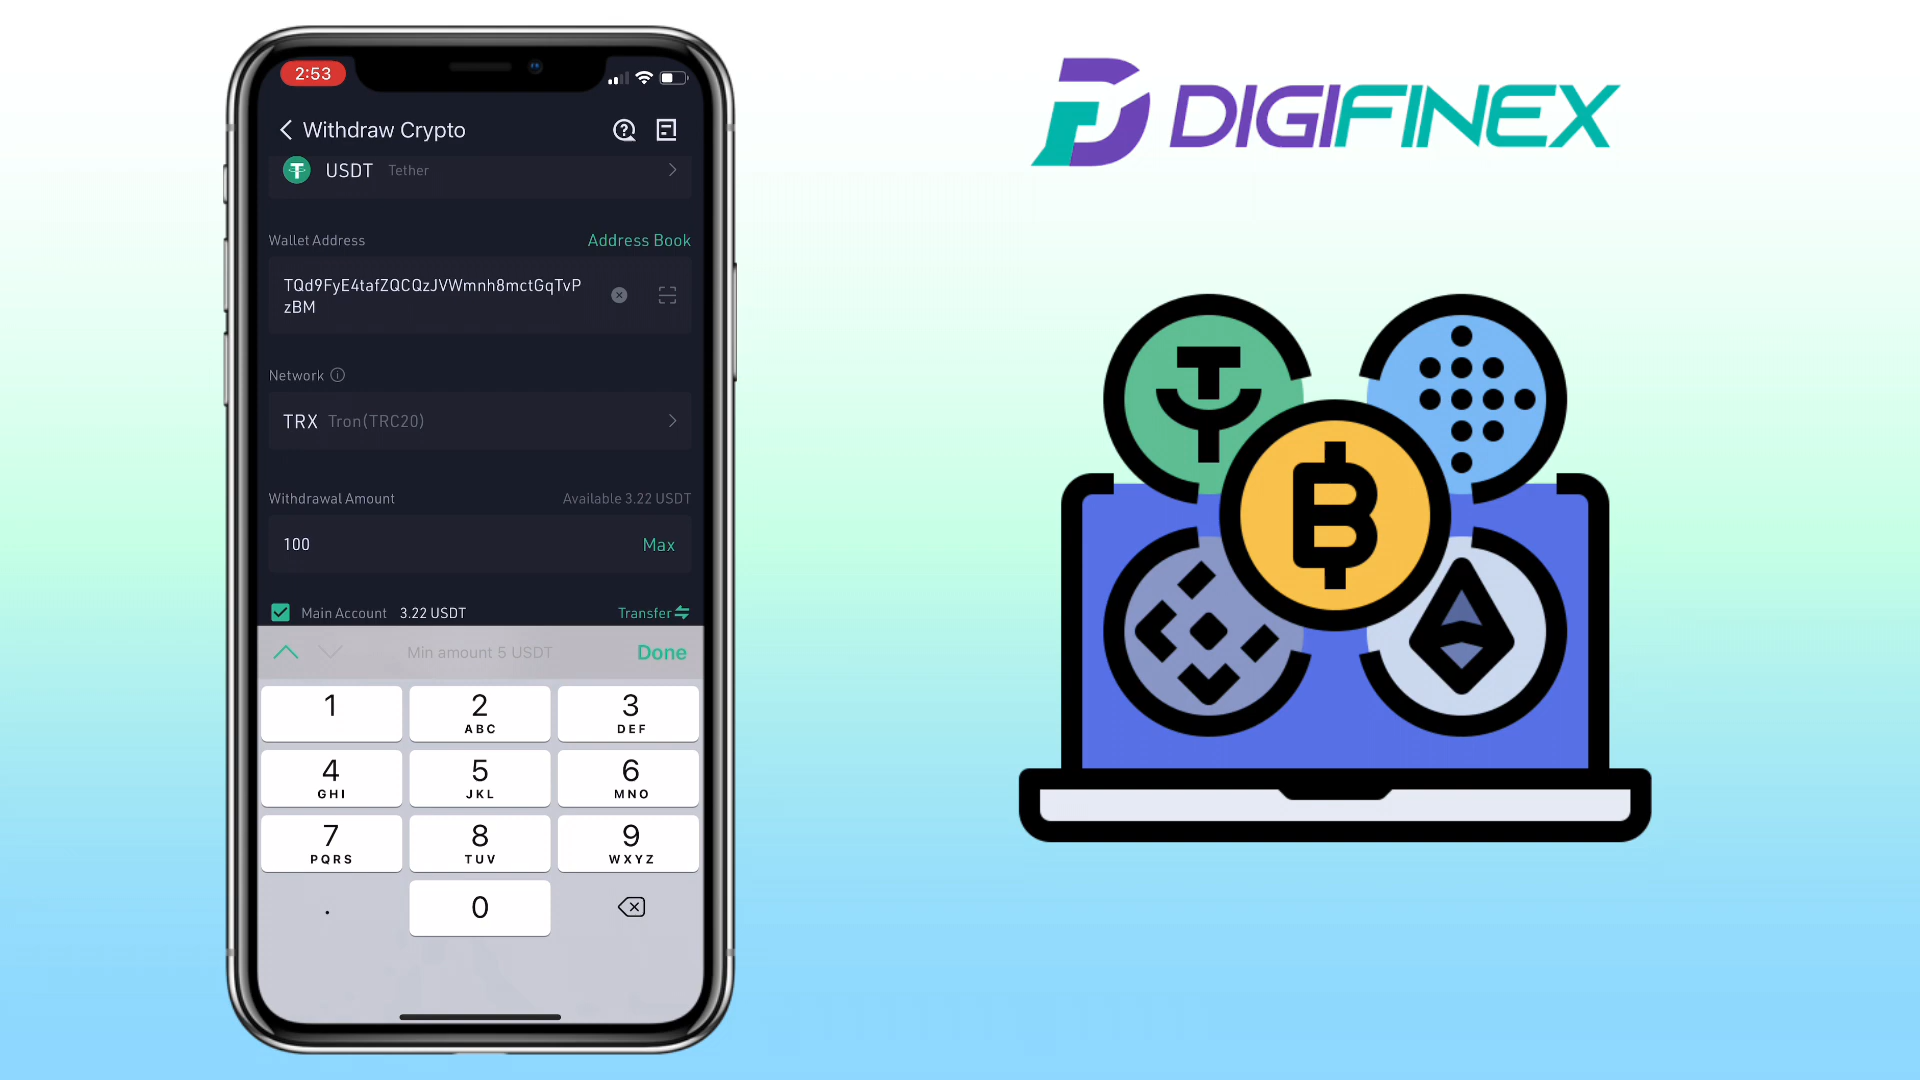 2:53
Withdraw Crypto
USDT Tether
Wallet Address Address Book
TQd9FyE4tafZQCQzJVWmnh8mctGqTvP
zBM
Network
TRX Tron(TRC20)
Withdrawal Amount Available 3.22 USDT
100 Max
Main Account 3.22 USDT Transfer
Min amount 5 USDT Done
1 2 3
ABC DEF
4 5 6
GHI JKL MNO
7 8 9
PQRS TUV WXYZ
. 0
DIGIFINEX